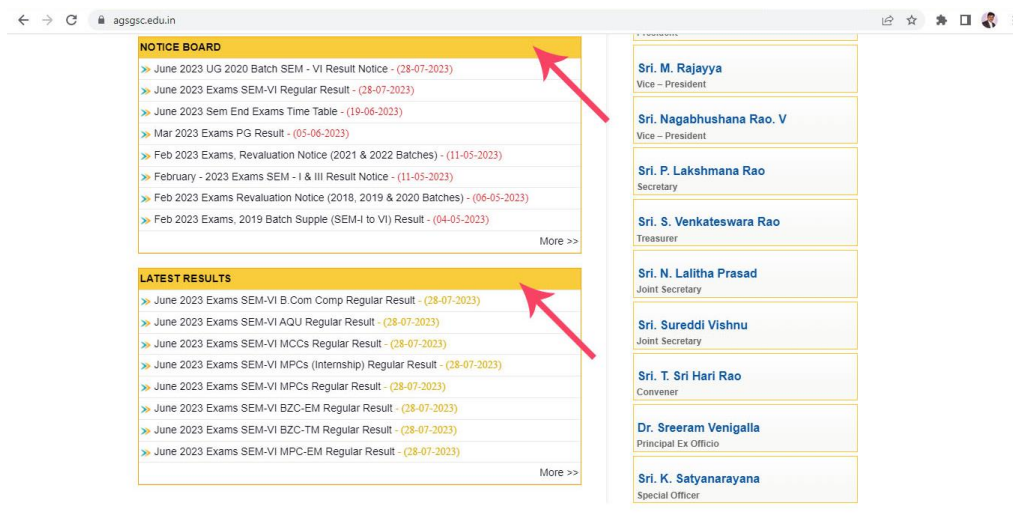 agsgsc.edu.in
NOTICE BOARD
June 2023 UG 2020 Batch SEM - VI Result Notice - (28-07-2023)
June 2023 Exams SEM-VI Regular Result - (28-07-2023)
June 2023 Sem End Exams Time Table - (19-06-2023)
Mar 2023 Exams PG Result - (05-06-2023)
Feb 2023 Exams, Revaluation Notice (2021 & 2022 Batches) - (11-05-2023)
February - 2023 Exams SEM - I & III Result Notice - (11-05-2023)
Feb 2023 Exams Revaluation Notice (2018, 2019 & 2020 Batches) - (06-05-2023)
Feb 2023 Exams, 2019 Batch Supple (SEM-I to VI) Result - (04-05-2023)
More >>
LATEST RESULTS
June 2023 Exams SEM-VI B.Com Comp Regular Result - (28-07-2023)
June 2023 Exams SEM-VI AQU Regular Result - (28-07-2023)
June 2023 Exams SEM-VI MCCs Regular Result - (28-07-2023)
June 2023 Exams SEM-VI MPCs (Internship) Regular Result - (28-07-2023)
June 2023 Exams SEM-VI MPCs Regular Result - (28-07-2023)
June 2023 Exams SEM-VI BZC-EM Regular Result - (28-07-2023)
June 2023 Exams SEM-VI BZC-TM Regular Result - (28-07-2023)
June 2023 Exams SEM-VI MPC-EM Regular Result - (28-07-2023)
More >>
President
Sri. M. Rajayya
Vice – President
Sri. Nagabhushana Rao. V
Vice – President
Sri. P. Lakshmana Rao
Secretary
Sri. S. Venkateswara Rao
Treasurer
Sri. N. Lalitha Prasad
Joint Secretary
Sri. Sureddi Vishnu
Joint Secretary
Sri. T. Sri Hari Rao
Convener
Dr. Sreeram Venigalla
Principal Ex Officio
Sri. K. Satyanarayana
Special Officer